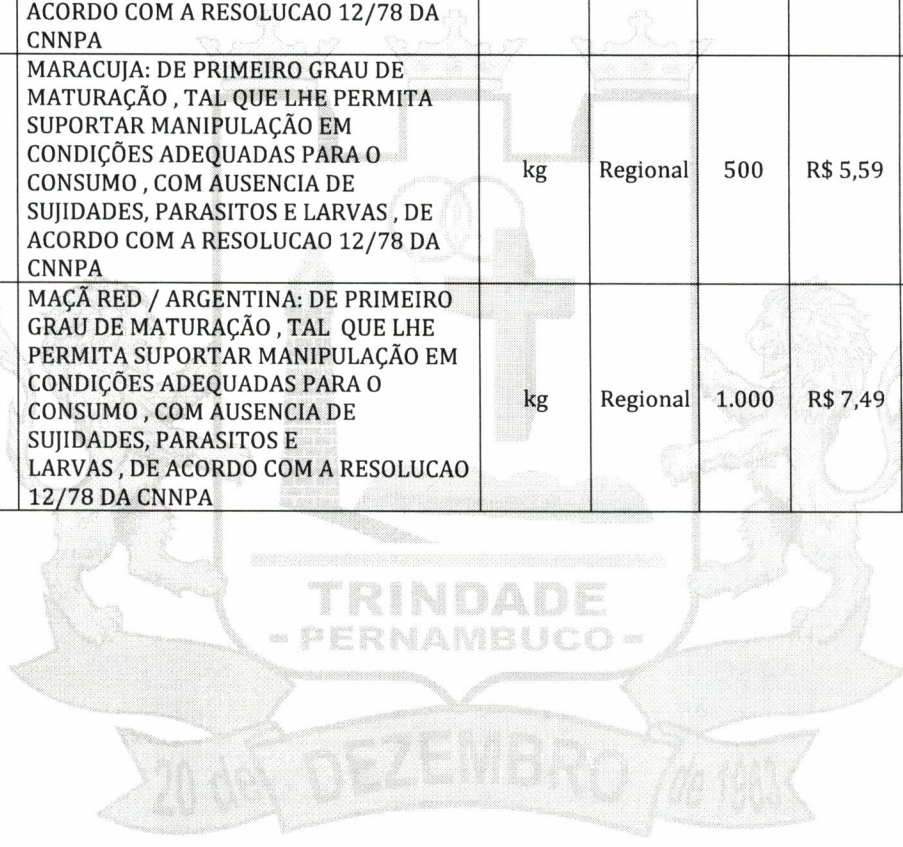 ACORDO COM A RESOLUCAO 12/78 DA
CNNPA
MARACUJA: DE PRIMEIRO GRAU DE
MATURAÇÃO , TAL QUE LHE PERMITA
SUPORTAR MANIPULAÇÃO EM
CONDIÇÕES ADEQUADAS PARA O
CONSUMO , COM AUSENCIA DE
SUJIDADES, PARASITOS E LARVAS , DE
ACORDO COM A RESOLUCAO 12/78 DA
CNNPA
kg Regional 500 R$ 5,59
MAÇÃ RED / ARGENTINA: DE PRIMEIRO
GRAU DE MATURAÇÃO , TAL QUE LHE
PERMITA SUPORTAR MANIPULAÇÃO EM
CONDIÇÕES ADEQUADAS PARA O
CONSUMO , COM AUSENCIA DE
SUJIDADES, PARASITOS E
LARVAS , DE ACORDO COM A RESOLUCAO
12/78 DA CNNPA
kg Regional 1.000 R$ 7,49
TRINDADE
- PERNAMBUCO -
20 de DEZEMBRO de 1963